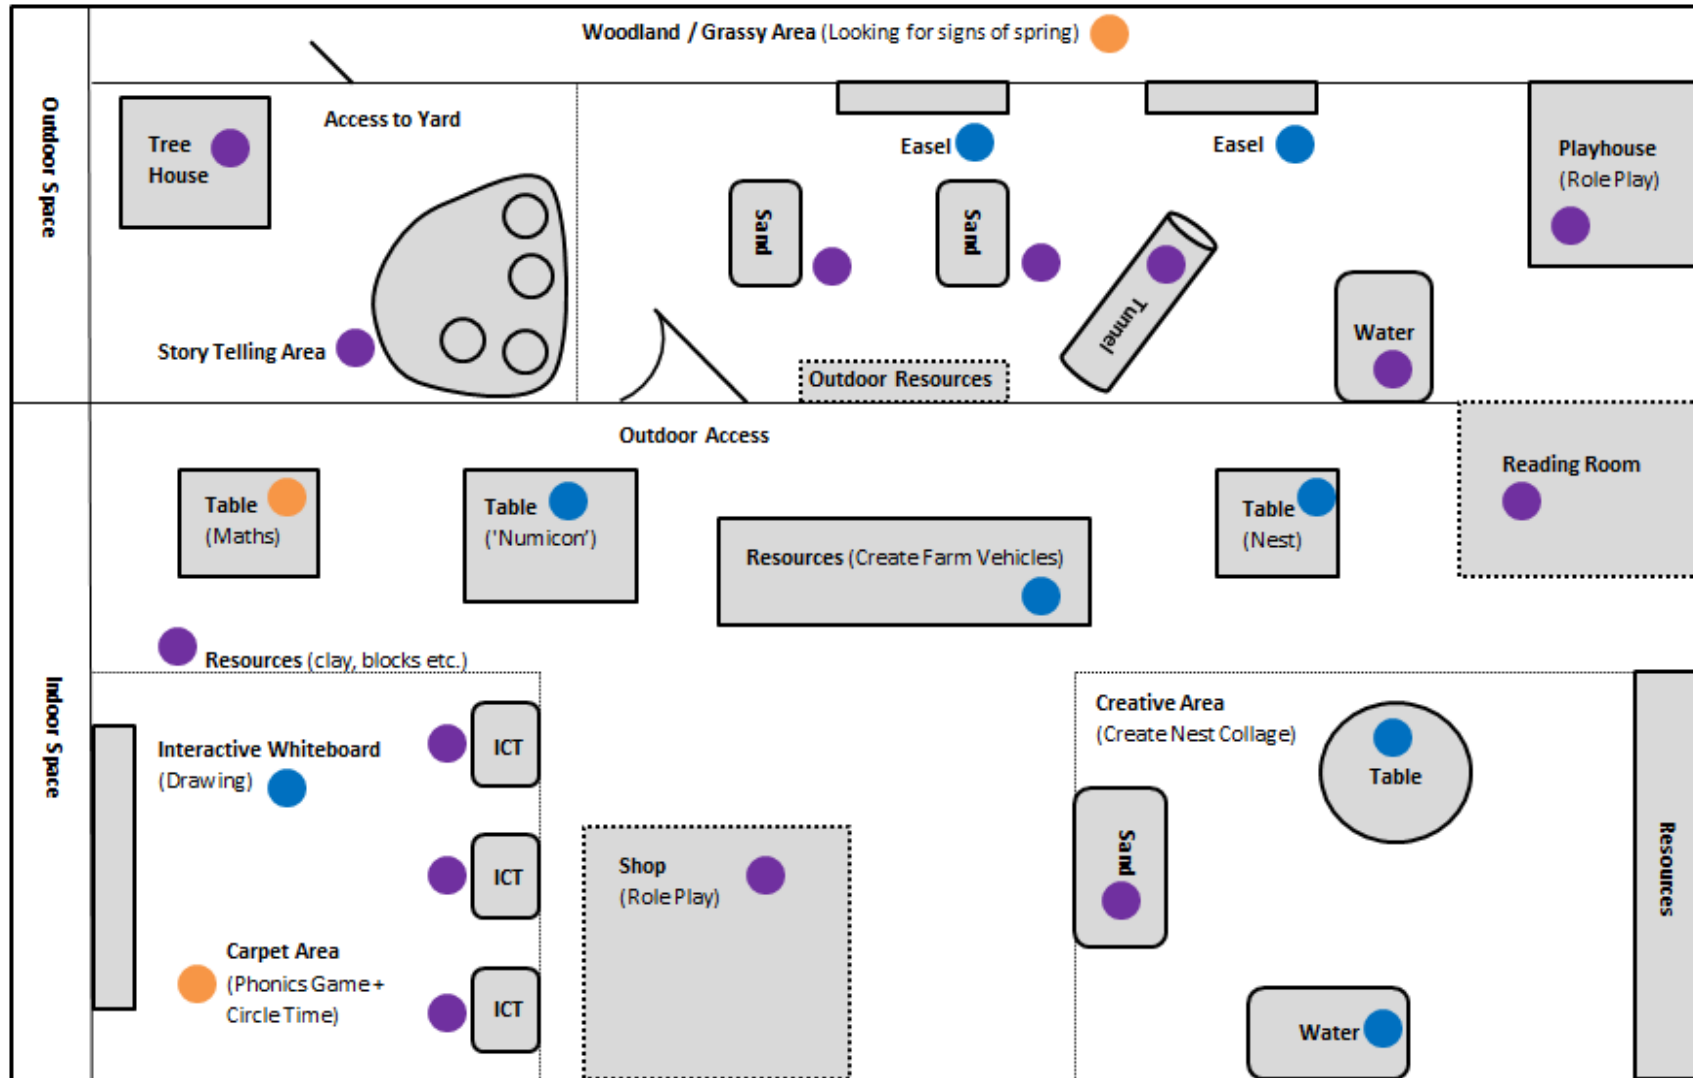 Woodland / Grassy Area (Looking for signs of spring)
Outdoor Space
Tree
House
Access to Yard
Easel
Easel
Playhouse
(Role Play)
Sand
Sand
Tunnel
Water
Story Telling Area
Outdoor Resources
Indoor Space
Outdoor Access
Reading Room
Table
(Maths)
Table
('Numicon')
Resources (Create Farm Vehicles)
Table
(Nest)
Resources (clay, blocks etc.)
Interactive Whiteboard
(Drawing)
ICT
ICT
ICT
Carpet Area
(Phonics Game +
Circle Time)
Shop
(Role Play)
Creative Area
(Create Nest Collage)
Table
Sand
Water
Resources